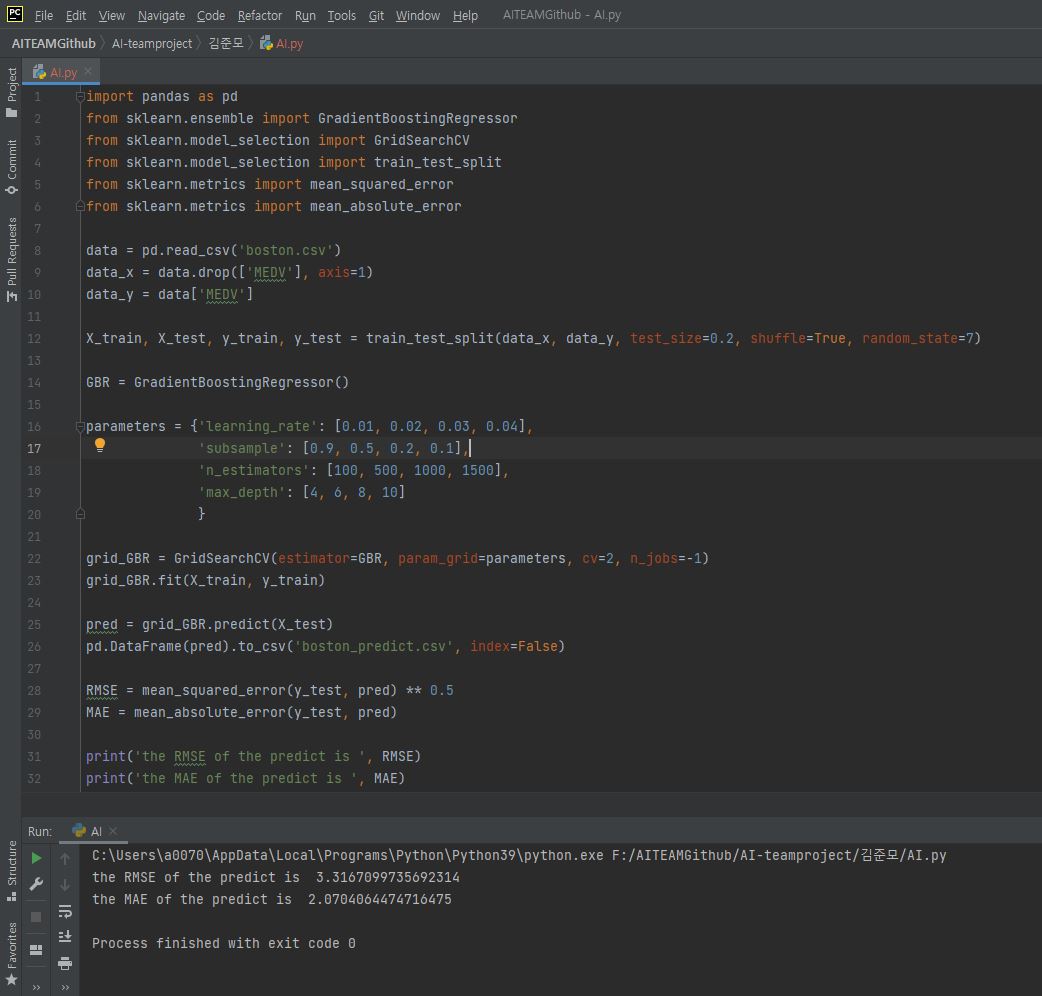 PC File Edit View Navigate Code Refactor Run Tools Git Window Help AITEAMGithub - AI.py
AITEAMGithub AI-teamproject 김준모 AI.py
AI.py
Project
Commit
Pull Requests
1 import pandas as pd
2 from sklearn.ensemble import GradientBoostingRegressor
3 from sklearn.model_selection import GridSearchCV
4 from sklearn.model_selection import train_test_split
5 from sklearn.metrics import mean_squared_error
6 from sklearn.metrics import mean_absolute_error
7
8 data = pd.read_csv('boston.csv')
9 data_x = data.drop(['MEDV'], axis=1)
10 data_y = data['MEDV']
11
12 X_train, X_test, y_train, y_test = train_test_split(data_x, data_y, test_size=0.2, shuffle=True, random_state=7)
13
14 GBR = GradientBoostingRegressor()
15
16 parameters = {'learning_rate': [0.01, 0.02, 0.03, 0.04],
17 'subsample': [0.9, 0.5, 0.2, 0.1],
18 'n_estimators': [100, 500, 1000, 1500],
19 'max_depth': [4, 6, 8, 10]
20 }
21
22 grid_GBR = GridSearchCV(estimator=GBR, param_grid=parameters, cv=2, n_jobs=-1)
23 grid_GBR.fit(X_train, y_train)
24
25 pred = grid_GBR.predict(X_test)
26 pd.DataFrame(pred).to_csv('boston_predict.csv', index=False)
27
28 RMSE = mean_squared_error(y_test, pred) ** 0.5
29 MAE = mean_absolute_error(y_test, pred)
30
31 print('the RMSE of the predict is ', RMSE)
32 print('the MAE of the predict is ', MAE)
Run: AI
Structure
Favorites
C:\Users\a0070\AppData\Local\Programs\Python\Python39\python.exe F:/AITEAMGithub/AI-teamproject/김준모/AI.py
the RMSE of the predict is  3.3167099735692314
the MAE of the predict is  2.0704064474716475
Process finished with exit code 0